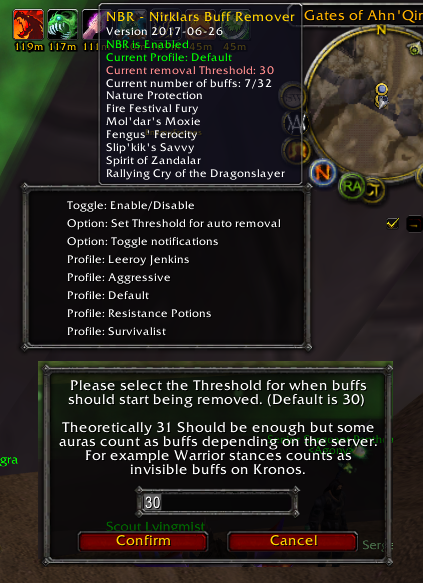 NBR - Nirklars Buff Remover
Gates of Ahn'Qir
Version 2017-06-26
N
NBR is Enabled
Current Profile: Default
119m 117m 111 45m 45m
Current removal Threshold: 30
Current number of buffs: 7/32
Nature Protection
Fire Festival Fury
Mol'dar's Moxie
Fengus' Ferocity
Slip'kik's Savvy
Spirit of Zandalar
Rallying Cry of the Dragonslayer
N
RA
Toggle: Enable/Disable
Option: Set Threshold for auto removal
Option: Toggle notifications
Profile: Leeroy Jenkins
Profile: Aggressive
Profile: Default
Profile: Resistance Potions
Profile: Survivalist
Please select the Threshold for when buffs
should start being removed. (Default is 30)
Theoretically 31 Should be enough but some
auras count as buffs depending on the server.
For example Warrior stances counts as
invisible buffs on Kronos.
gra
30
Scout Lyingmist
Confirm
Cancel
Serge